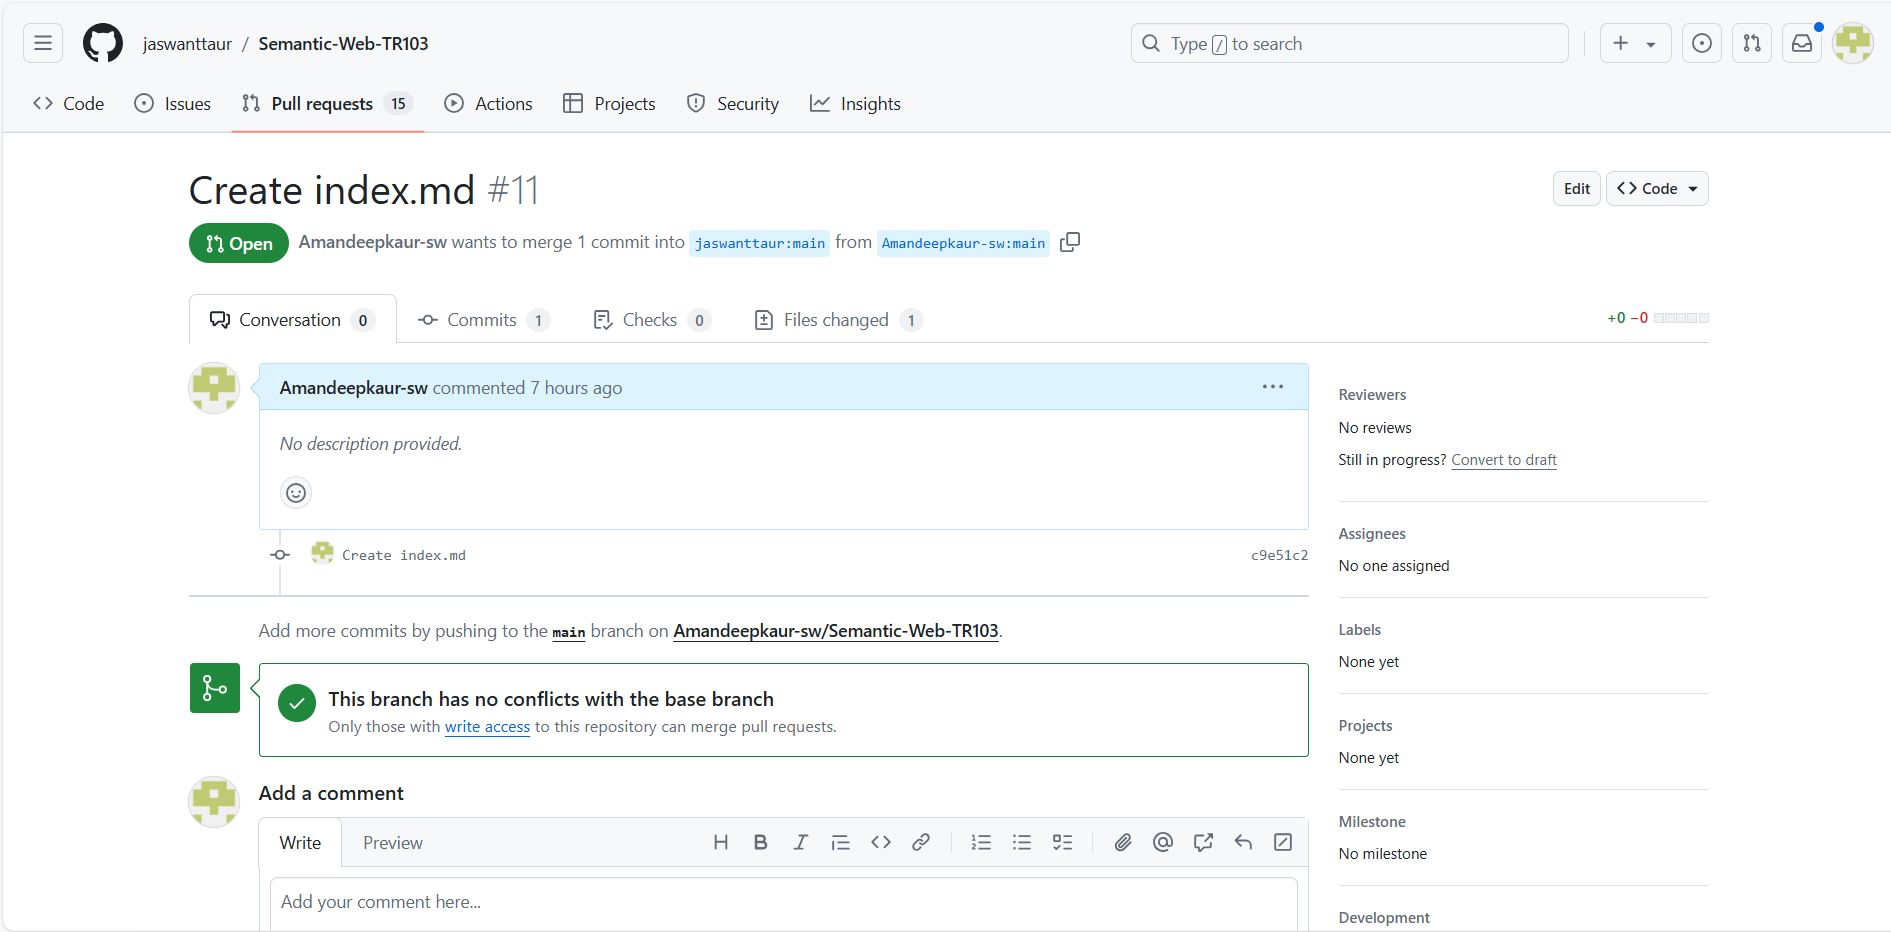 jaswanttaur / Semantic-Web-TR103
Type / to search
Code
Issues
Pull requests 15
Actions
Projects
Security
Insights
Create index.md #11
Edit
Code
Open
Amandeepkaur-sw wants to merge 1 commit into jaswanttaur:main from Amandeepkaur-sw:main
Conversation 0
Commits 1
Checks 0
Files changed 1
+0 −0
Amandeepkaur-sw commented 7 hours ago
No description provided.
Create index.md
c9e51c2
Add more commits by pushing to the main branch on Amandeepkaur-sw/Semantic-Web-TR103.
This branch has no conflicts with the base branch
Only those with write access to this repository can merge pull requests.
Add a comment
Write
Preview
Add your comment here...
Reviewers
No reviews
Still in progress? Convert to draft
Assignees
No one assigned
Labels
None yet
Projects
None yet
Milestone
No milestone
Development